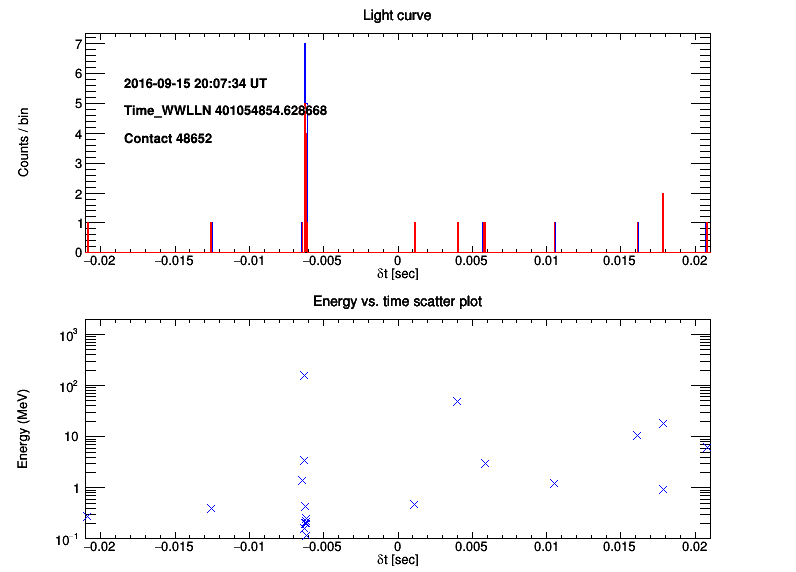 Light curve
7
6
5
4
3
2
1
0
Counts / bin
2016-09-15 20:07:34 UT
Time_WWLLN 401054854.628668
Contact 48652
−0.02 −0.015 −0.01 −0.005 0 0.005 0.01 0.015 0.02
δt [sec]
Energy vs. time scatter plot
10³
10²
10
1
10⁻¹
Energy (MeV)
−0.02 −0.015 −0.01 −0.005 0 0.005 0.01 0.015 0.02
δt [sec]